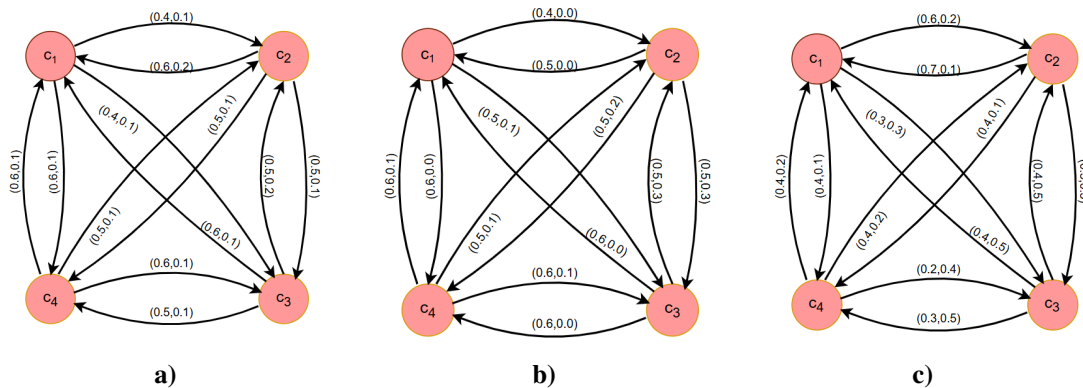 (0.4,0.1)
c1
c2
(0.6,0.2)
(0.4,0.1)
(0.5,0.1)
(0.6,0.1)
(0.6,0.1)
(0.5,0.2)
(0.5,0.1)
(0.5,0.1)
(0.6,0.1)
(0.6,0.1)
c4
c3
(0.5,0.1)
a)
(0.4,0.0)
c1
c2
(0.5,0.0)
(0.5,0.1)
(0.5,0.2)
(0.6,0.1)
(0.6,0.0)
(0.5,0.3)
(0.5,0.3)
(0.5,0.1)
(0.6,0.0)
(0.6,0.1)
c4
c3
(0.6,0.0)
b)
(0.6,0.2)
c1
c2
(0.7,0.1)
(0.3,0.3)
(0.4,0.1)
(0.4,0.2)
(0.4,0.1)
(0.4,0.5)
(0.4,0.2)
(0.4,0.5)
(0.2,0.4)
c4
c3
(0.3,0.5)
c)